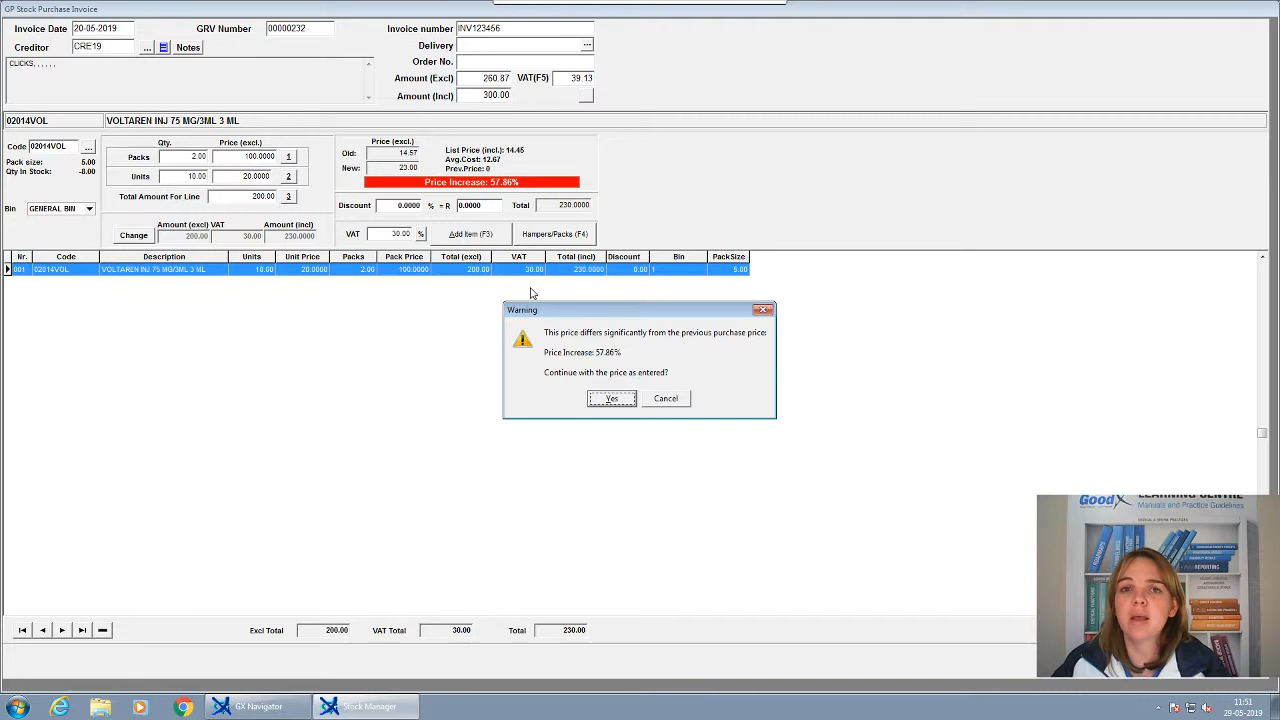 GP Stock Purchase Invoice
Invoice Date 20-05-2019 GRV Number 00000232 Invoice number INV123456
Creditor CRE19 ... Notes Delivery ...
CLICKS, , , , , , Order No.
Amount (Excl) 260.87 VAT(F5) 39.13
Amount (Incl) 300.00
02014VOL VOLTAREN INJ 75 MG/3ML 3 ML
Code 02014VOL ...
Pack size: 5.00
Qty In Stock: -8.00
Bin GENERAL BIN
Qty. Price (excl.)
Packs 2.00 100.0000 1
Units 10.00 20.0000 2
Total Amount For Line 200.00 3
Amount (excl) VAT Amount (incl)
Change 200.00 30.00 230.0000
Price (excl.)
Old: 14.57 List Price (incl.): 14.45
Avg.Cost: 12.67
New: 23.00 Prev.Price: 0
Price Increase: 57.86%
Discount 0.0000 % = R 0.0000 Total 230.0000
VAT 30.00 % Add Item (F3) Hampers/Packs (F4)
Nr. Code Description Units Unit Price Packs Pack Price Total (excl) VAT Total (incl) Discount Bin PackSize
001 02014VOL VOLTAREN INJ 75 MG/3ML 3 ML 10.00 20.0000 2.00 100.0000 200.00 30.00 230.0000 0.00 1 5.00
Warning
This price differs significantly from the previous purchase price:
Price Increase: 57.86%
Continue with the price as entered?
Yes Cancel
Excl Total 200.00 VAT Total 30.00 Total 230.00
GoodX LEARNING CENTRE
Manuals and Practice Guidelines
ROADMAPS
REPORTING
GX Navigator Stock Manager
11:51
29-05-2019